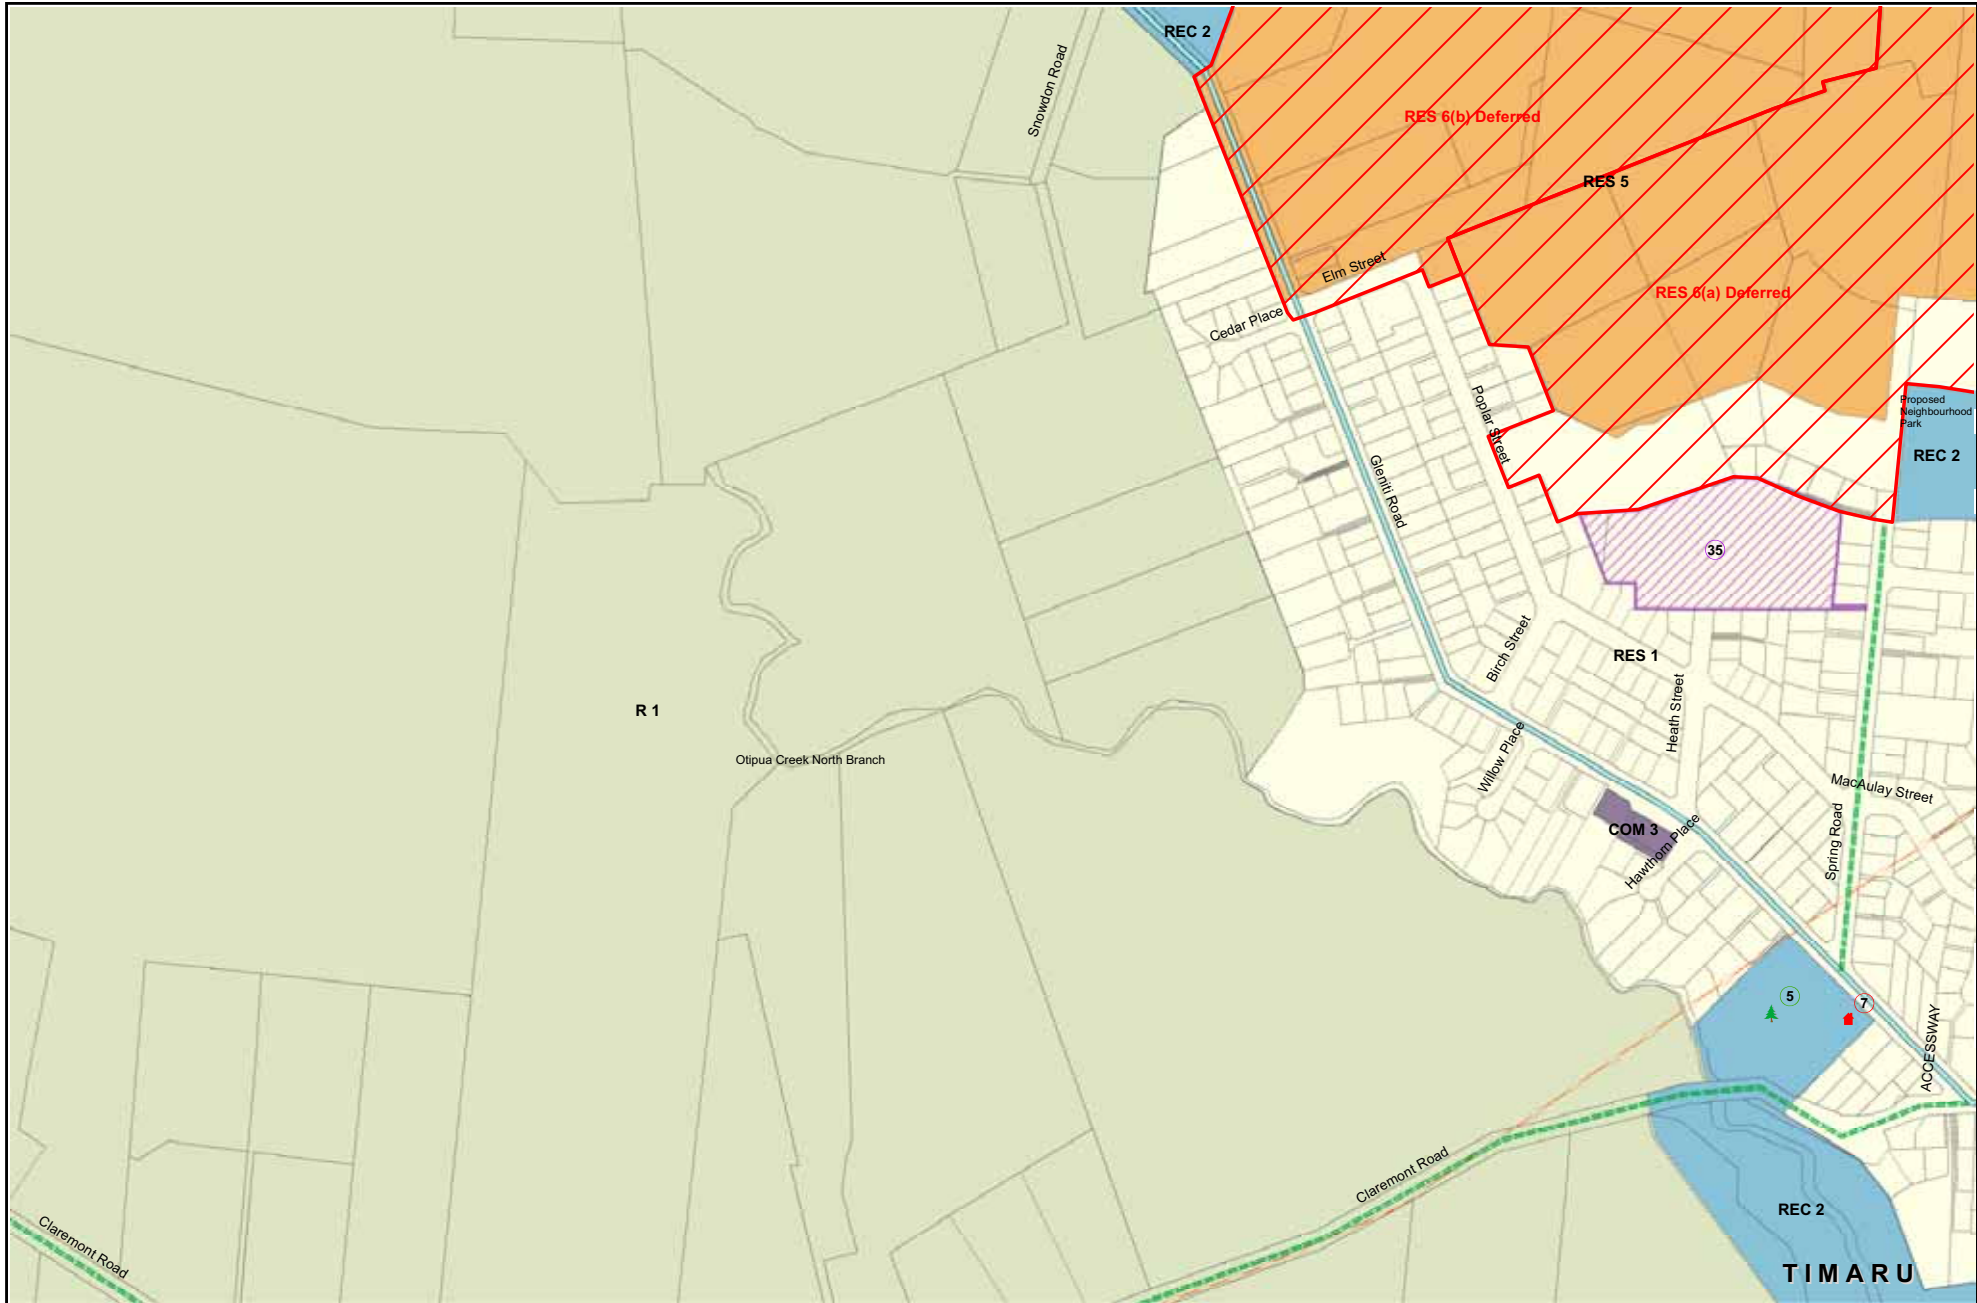 REC 2
Snowdon Road
RES 6(b) Deferred
RES 5
Elm Street
RES 6(a) Deferred
Cedar Place
Poplar Street
Proposed
Neighbourhood
Park
REC 2
Gleniti Road
35
Birch Street
RES 1
Heath Street
R 1
Otipua Creek North Branch
Willow Place
MacAulay Street
COM 3
Hawthorn Place
Spring Road
5
7
ACCESSWAY
Claremont Road
REC 2
Claremont Road
TIMARU